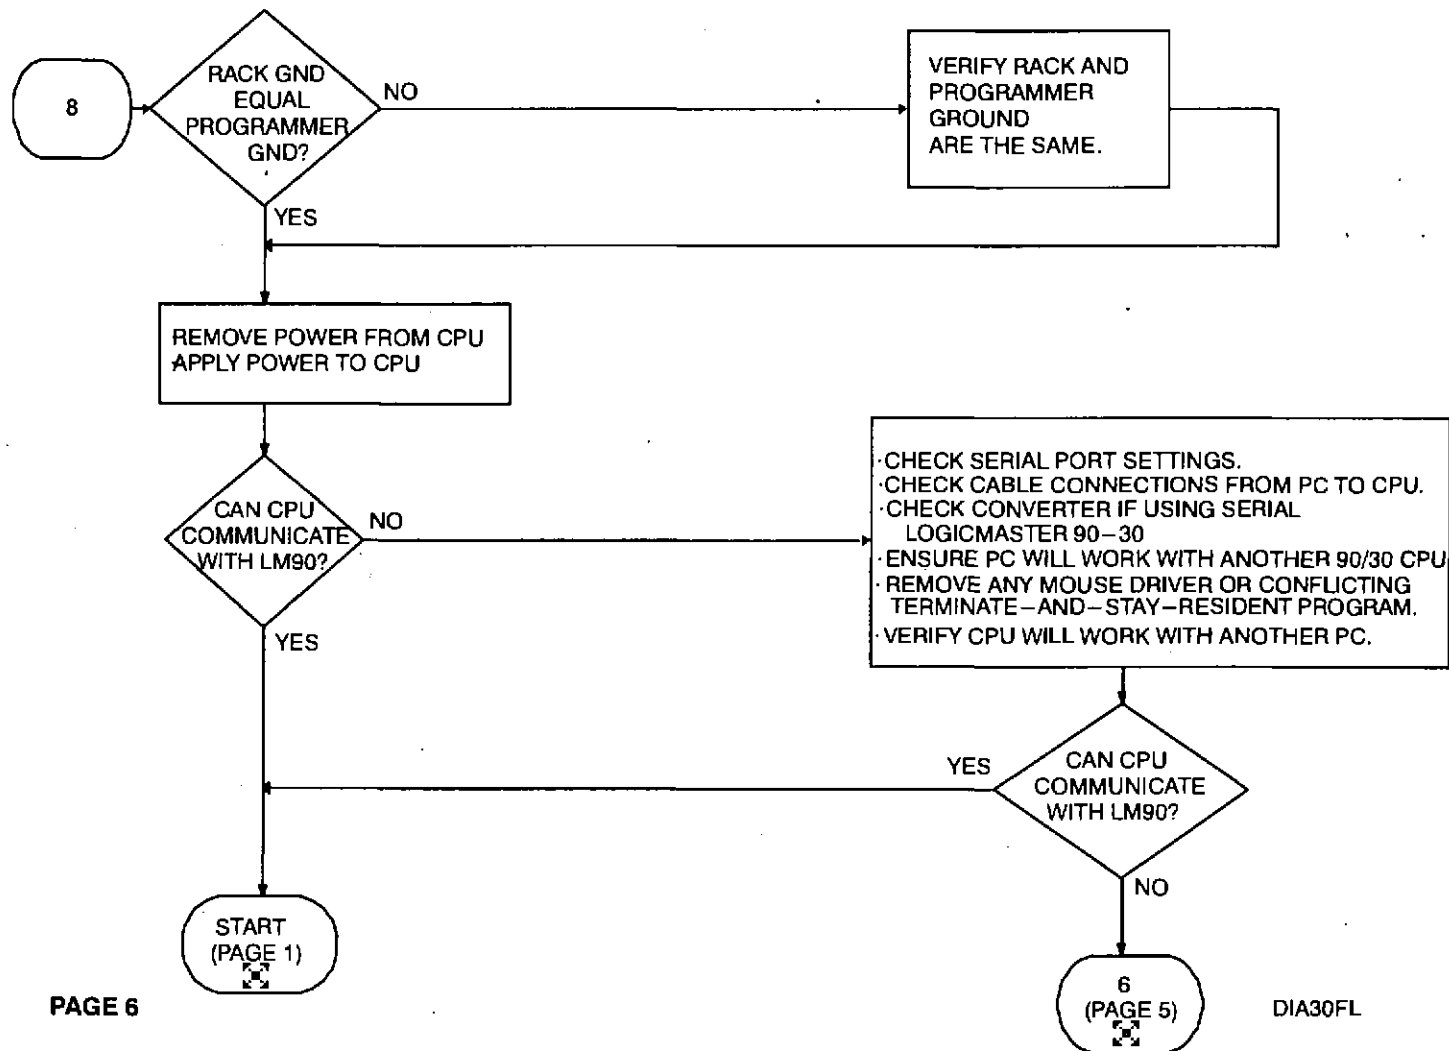 8
RACK GND
EQUAL
PROGRAMMER
GND?
NO
VERIFY RACK AND
PROGRAMMER
GROUND
ARE THE SAME.
YES
REMOVE POWER FROM CPU
APPLY POWER TO CPU
CAN CPU
COMMUNICATE
WITH LM90?
NO
·CHECK SERIAL PORT SETTINGS.
·CHECK CABLE CONNECTIONS FROM PC TO CPU.
·CHECK CONVERTER IF USING SERIAL
LOGICMASTER 90–30
·ENSURE PC WILL WORK WITH ANOTHER 90/30 CPU
·REMOVE ANY MOUSE DRIVER OR CONFLICTING
TERMINATE–AND–STAY–RESIDENT PROGRAM.
·VERIFY CPU WILL WORK WITH ANOTHER PC.
YES
YES
CAN CPU
COMMUNICATE
WITH LM90?
NO
START
(PAGE 1)
6
(PAGE 5)
PAGE 6
DIA30FL